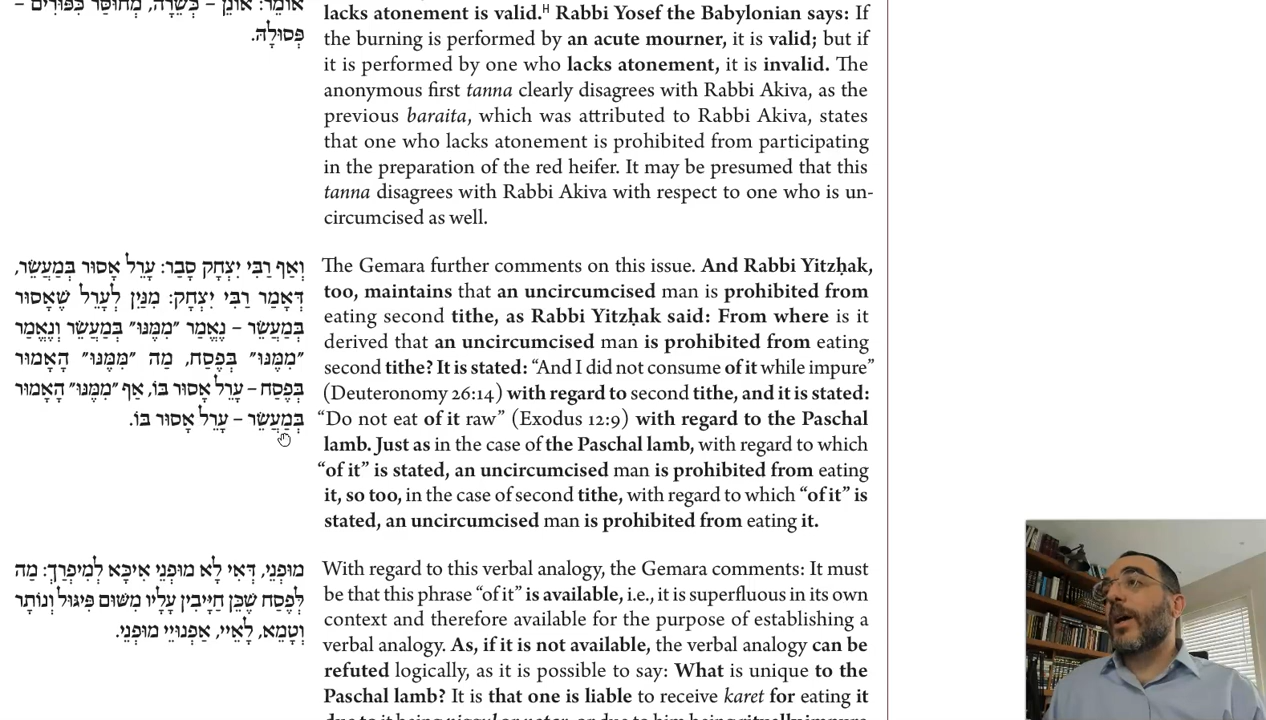 אוֹמֵר: אוֹנֵן – כְּשֵׁרָה, מְחוּסַּר כִּפּוּרִים –
פְּסוּלָה.
lacks atonement is valid.ᴴ Rabbi Yosef the Babylonian says: If
the burning is performed by an acute mourner, it is valid; but if
it is performed by one who lacks atonement, it is invalid. The
anonymous first tanna clearly disagrees with Rabbi Akiva, as the
previous baraita, which was attributed to Rabbi Akiva, states
that one who lacks atonement is prohibited from participating
in the preparation of the red heifer. It may be presumed that this
tanna disagrees with Rabbi Akiva with respect to one who is un-
circumcised as well.
וְאַף רַבִּי יִצְחָק סָבַר: עָרֵל אָסוּר בְּמַעֲשֵׂר,
דְּאָמַר רַבִּי יִצְחָק: מִנַּיִן לְעָרֵל שֶׁאָסוּר
בְּמַעֲשֵׂר – נֶאֱמַר ״מִמֶּנּוּ״ בְּמַעֲשֵׂר וְנֶאֱמַר
״מִמֶּנּוּ״ בְּפֶסַח, מָה ״מִמֶּנּוּ״ הָאָמוּר
בְּפֶסַח – עָרֵל אָסוּר בּוֹ, אַף ״מִמֶּנּוּ״ הָאָמוּר
בְּמַעֲשֵׂר – עָרֵל אָסוּר בּוֹ.
The Gemara further comments on this issue. And Rabbi Yitzḥak,
too, maintains that an uncircumcised man is prohibited from
eating second tithe, as Rabbi Yitzḥak said: From where is it
derived that an uncircumcised man is prohibited from eating
second tithe? It is stated: “And I did not consume of it while impure”
(Deuteronomy 26:14) with regard to second tithe, and it is stated:
“Do not eat of it raw” (Exodus 12:9) with regard to the Paschal
lamb. Just as in the case of the Paschal lamb, with regard to which
“of it” is stated, an uncircumcised man is prohibited from eating
it, so too, in the case of second tithe, with regard to which “of it” is
stated, an uncircumcised man is prohibited from eating it.
מוּפְנֵי, דְּאִי לָא מוּפְנֵי אִיכָּא לְמִיפְרַךְ: מַה
לְּפֶסַח שֶׁכֵּן חַיָּיבִין עָלָיו מִשּׁוּם פִּיגּוּל וְנוֹתָר
וְטָמֵא, לָאיֵי, אַפְנוּיֵי מוּפְנֵי.
With regard to this verbal analogy, the Gemara comments: It must
be that this phrase “of it” is available, i.e., it is superfluous in its own
context and therefore available for the purpose of establishing a
verbal analogy. As, if it is not available, the verbal analogy can be
refuted logically, as it is possible to say: What is unique to the
Paschal lamb? It is that one is liable to receive karet for eating it
due to it being piggul or notar, or due to him being ritually impure